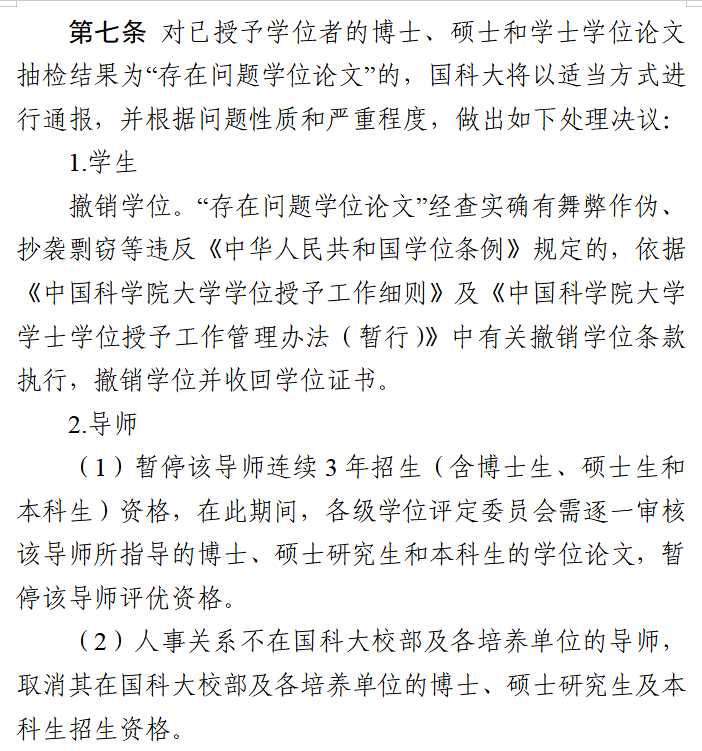 第七条 对已授予学位者的博士、硕士和学士学位论文
抽检结果为“存在问题学位论文”的，国科大将以适当方式进
行通报，并根据问题性质和严重程度，做出如下处理决议：
1.学生
撤销学位。“存在问题学位论文”经查实确有舞弊作伪、
抄袭剽窃等违反《中华人民共和国学位条例》规定的，依据
《中国科学院大学学位授予工作细则》及《中国科学院大学
学士学位授予工作管理办法（暂行）》中有关撤销学位条款
执行，撤销学位并收回学位证书。
2.导师
（1）暂停该导师连续 3 年招生（含博士生、硕士生和
本科生）资格，在此期间，各级学位评定委员会需逐一审核
该导师所指导的博士、硕士研究生和本科生的学位论文，暂
停该导师评优资格。
（2）人事关系不在国科大校部及各培养单位的导师，
取消其在国科大校部及各培养单位的博士、硕士研究生及本
科生招生资格。